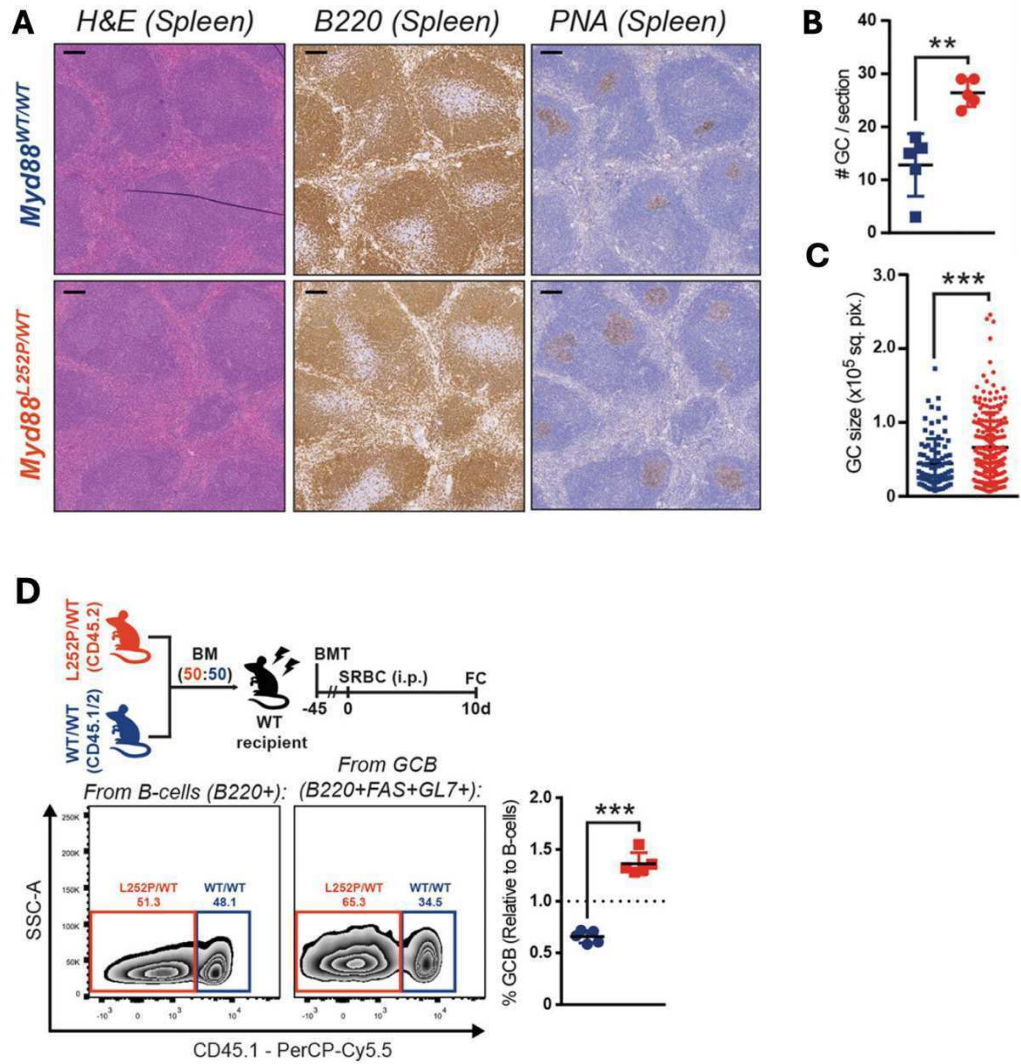 A
H&E (Spleen)
B220 (Spleen)
PNA (Spleen)
Myd88WT/WT
Myd88L252P/WT
B
**
# GC / section
40
30
20
10
0
C
***
GC size (x10⁵ sq. pix.)
3.0
2.0
1.0
0
D
L252P/WT
(CD45.2)
WT/WT
(CD45.1/2)
BM
(50:50)
WT
recipient
BMT
SRBC (i.p.)
FC
-45
0
10d
From B-cells (B220+):
From GCB
(B220+FAS+GL7+):
SSC-A
250K
200K
150K
100K
50K
0
L252P/WT
51.3
WT/WT
48.1
L252P/WT
65.3
WT/WT
34.5
-10³ 0 10³ 10⁴
-10³ 0 10³ 10⁴
CD45.1 - PerCP-Cy5.5
% GCB (Relative to B-cells)
2.0
1.5
1.0
0.5
0
***